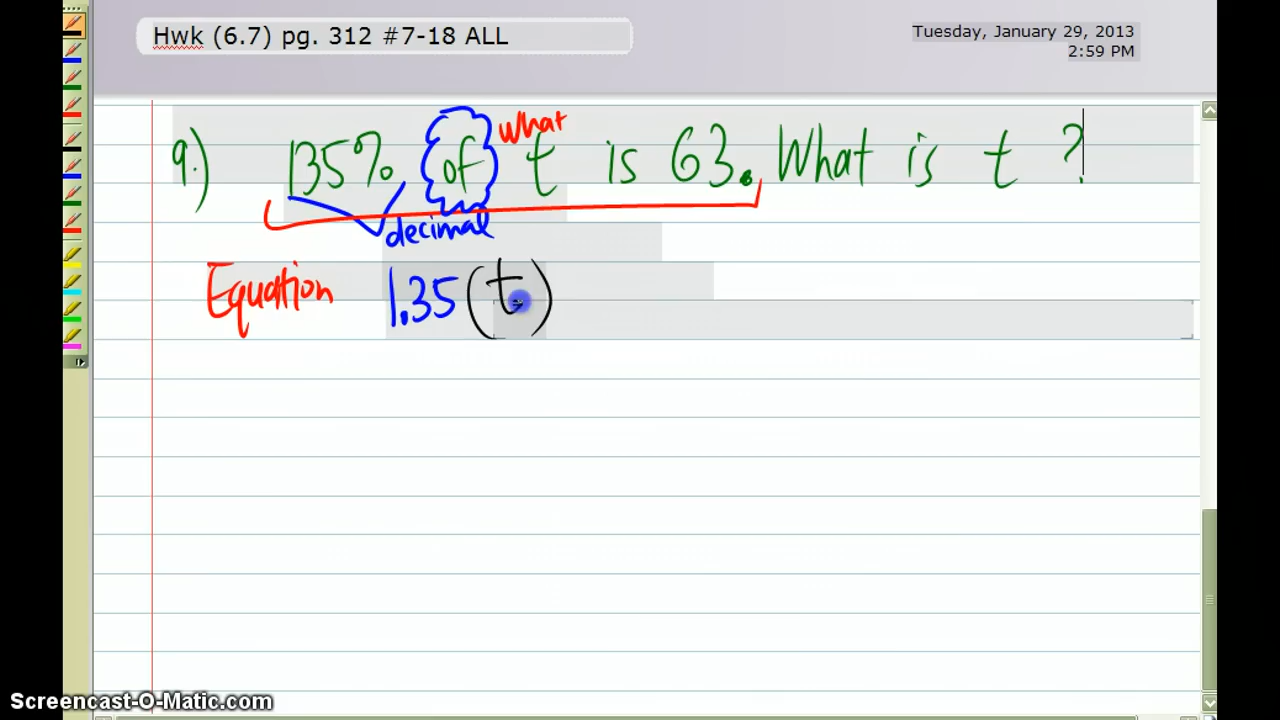 Hwk (6.7) pg. 312 #7-18 ALL
Tuesday, January 29, 2013
2:59 PM
what
9.) 135% of t is 63. What is t ?
decimal
Equation 1.35(t)
Screencast-O-Matic.com